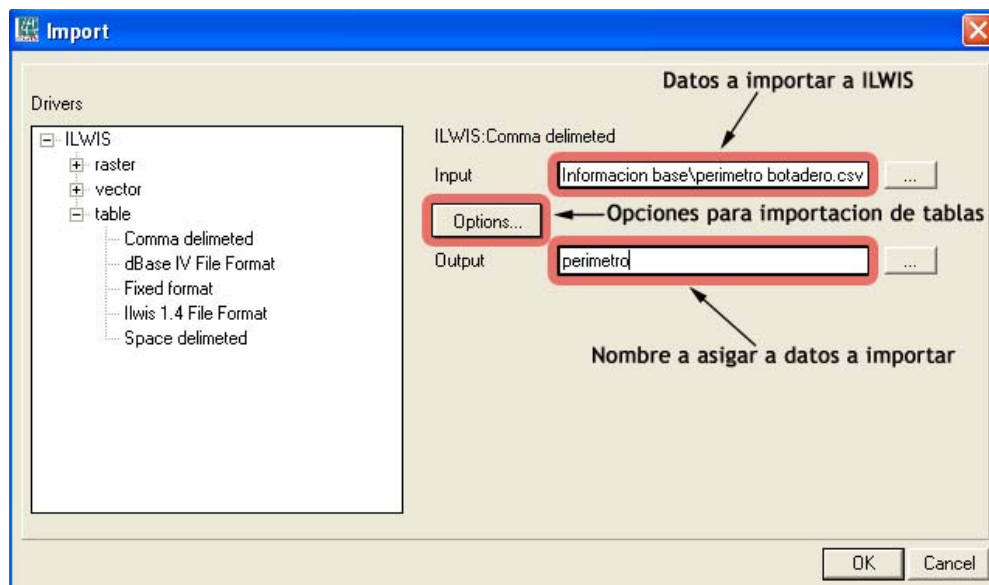 Import
Datos a importar a ILWIS
Drivers
ILWIS
raster
vector
table
Comma delimeted
dBase IV File Format
Fixed format
Ilwis 1.4 File Format
Space delimeted
ILWIS:Comma delimeted
Input
Informacion base\perimetro botadero.csv
...
Options...
Opciones para importacion de tablas
Output
perimetro
...
Nombre a asigar a datos a importar
OK
Cancel